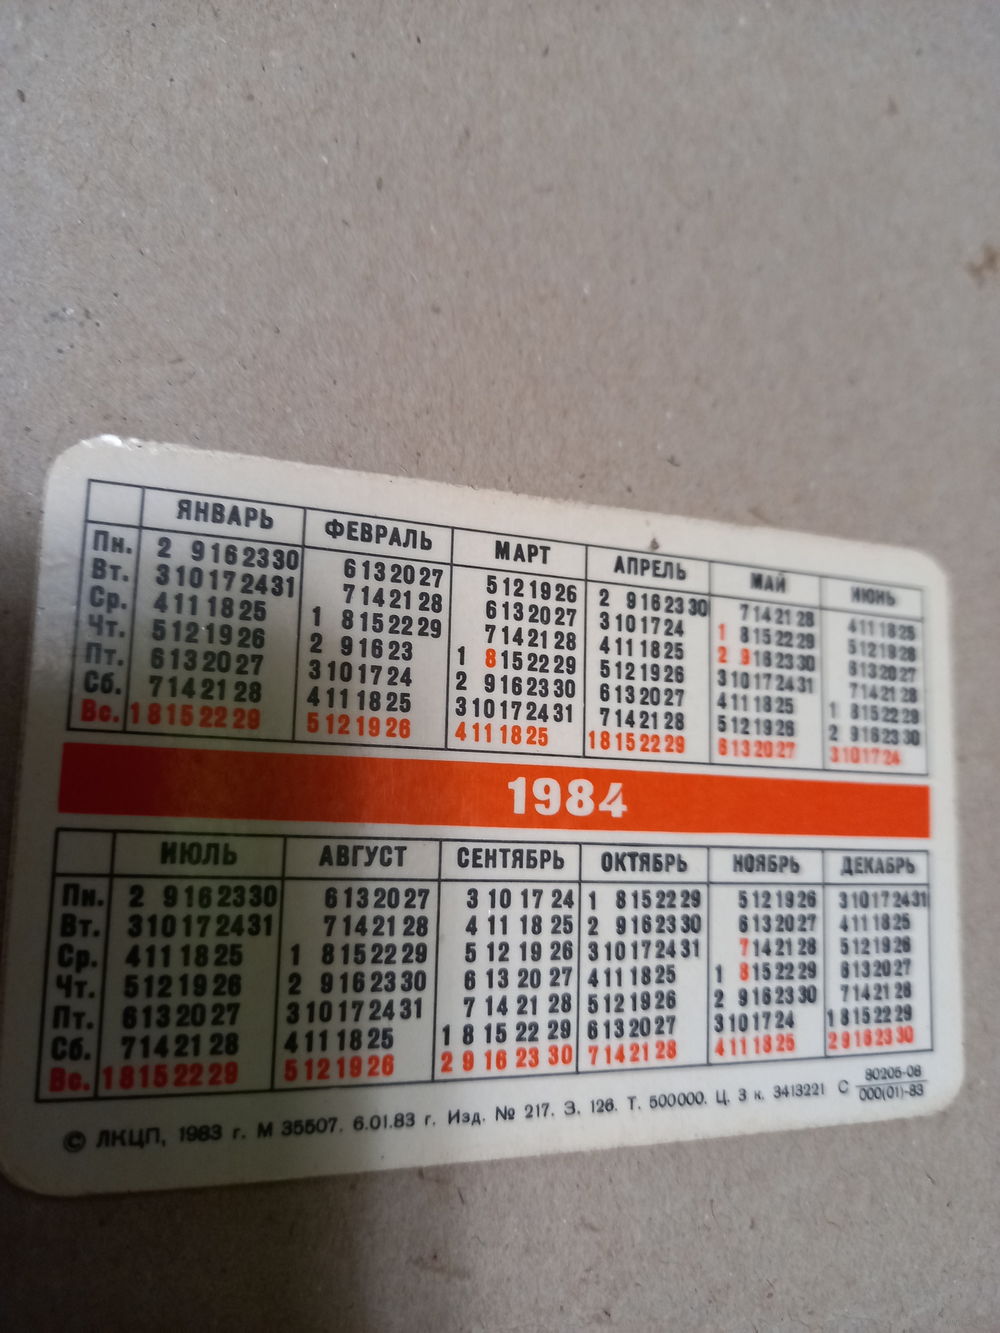 ЯНВАРЬ ФЕВРАЛЬ МАРТ АПРЕЛЬ МАЙ ИЮНЬ
Пн. 2 9 16 23 30 6 13 20 27 5 12 19 26 2 9 16 23 30 7 14 21 28 4 11 18 25
Вт. 3 10 17 24 31 7 14 21 28 6 13 20 27 3 10 17 24 1 8 15 22 29 5 12 19 26
Ср. 4 11 18 25 1 8 15 22 29 7 14 21 28 4 11 18 25 2 9 16 23 30 6 13 20 27
Чт. 5 12 19 26 2 9 16 23 1 8 15 22 29 5 12 19 26 3 10 17 24 31 7 14 21 28
Пт. 6 13 20 27 3 10 17 24 2 9 16 23 30 6 13 20 27 4 11 18 25 1 8 15 22 29
Сб. 7 14 21 28 4 11 18 25 3 10 17 24 31 7 14 21 28 5 12 19 26 2 9 16 23 30
Вс. 1 8 15 22 29 5 12 19 26 4 11 18 25 1 8 15 22 29 6 13 20 27 3 10 17 24
1984
ИЮЛЬ АВГУСТ СЕНТЯБРЬ ОКТЯБРЬ НОЯБРЬ ДЕКАБРЬ
Пн. 2 9 16 23 30 6 13 20 27 3 10 17 24 1 8 15 22 29 5 12 19 26 3 10 17 24 31
Вт. 3 10 17 24 31 7 14 21 28 4 11 18 25 2 9 16 23 30 6 13 20 27 4 11 18 25
Ср. 4 11 18 25 1 8 15 22 29 5 12 19 26 3 10 17 24 31 7 14 21 28 5 12 19 26
Чт. 5 12 19 26 2 9 16 23 30 6 13 20 27 4 11 18 25 1 8 15 22 29 6 13 20 27
Пт. 6 13 20 27 3 10 17 24 31 7 14 21 28 5 12 19 26 2 9 16 23 30 7 14 21 28
Сб. 7 14 21 28 4 11 18 25 1 8 15 22 29 6 13 20 27 3 10 17 24 1 8 15 22 29
Вс. 1 8 15 22 29 5 12 19 26 2 9 16 23 30 7 14 21 28 4 11 18 25 2 9 16 23 30
© ЛКЦП, 1983 г. М 35507. 6.01.83 г. Изд. № 217. З. 126. Т. 500000. Ц. 3 к. 3413221 С 80205-08
000(01)-83